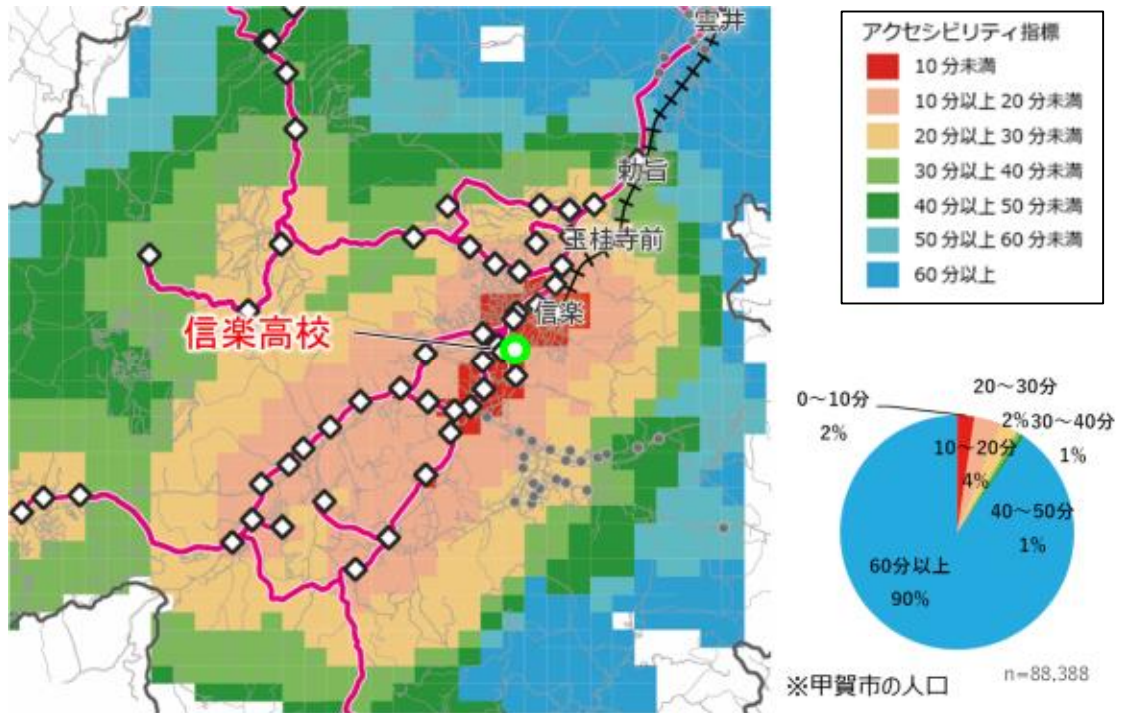 雲井
勅旨
玉桂寺前
信楽
信楽高校
アクセシビリティ指標
10分未満
10分以上20分未満
20分以上30分未満
30分以上40分未満
40分以上50分未満
50分以上60分未満
60分以上
0～10分
2%
20～30分
2%
30～40分
1%
10～20分
4%
40～50分
1%
60分以上
90%
※甲賀市の人口
n=88,388